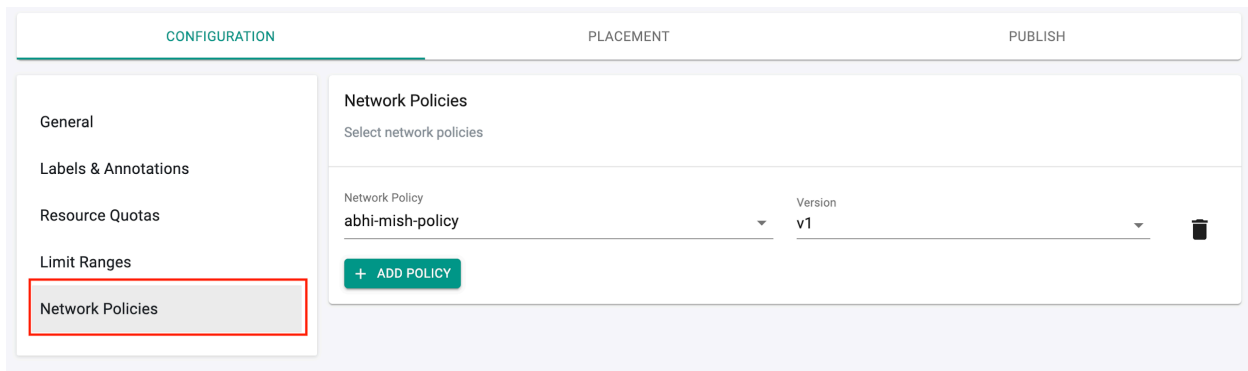 CONFIGURATION PLACEMENT PUBLISH
General
Labels & Annotations
Resource Quotas
Limit Ranges
Network Policies
Network Policies
Select network policies
Network Policy
abhi-mish-policy
Version
v1
+ ADD POLICY